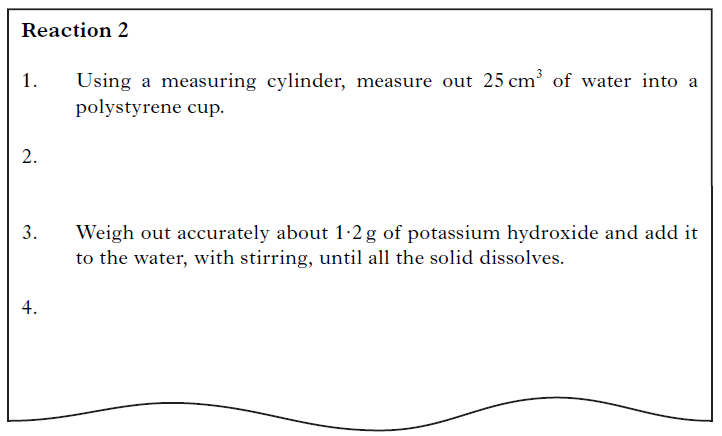 Reaction 2
1. Using a measuring cylinder, measure out 25 cm³ of water into a
polystyrene cup.
2.
3. Weigh out accurately about 1·2 g of potassium hydroxide and add it
to the water, with stirring, until all the solid dissolves.
4.